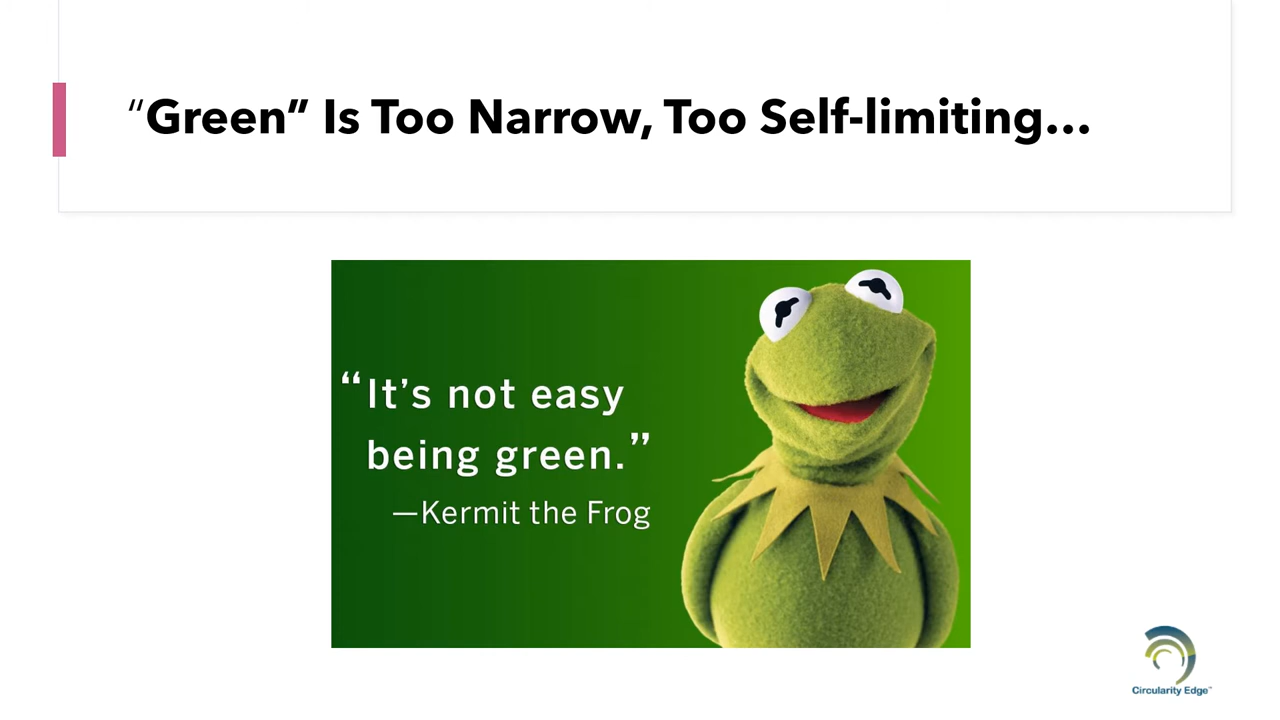 “Green” Is Too Narrow, Too Self-limiting…
“It’s not easy
being green.”
—Kermit the Frog
Circularity Edge™